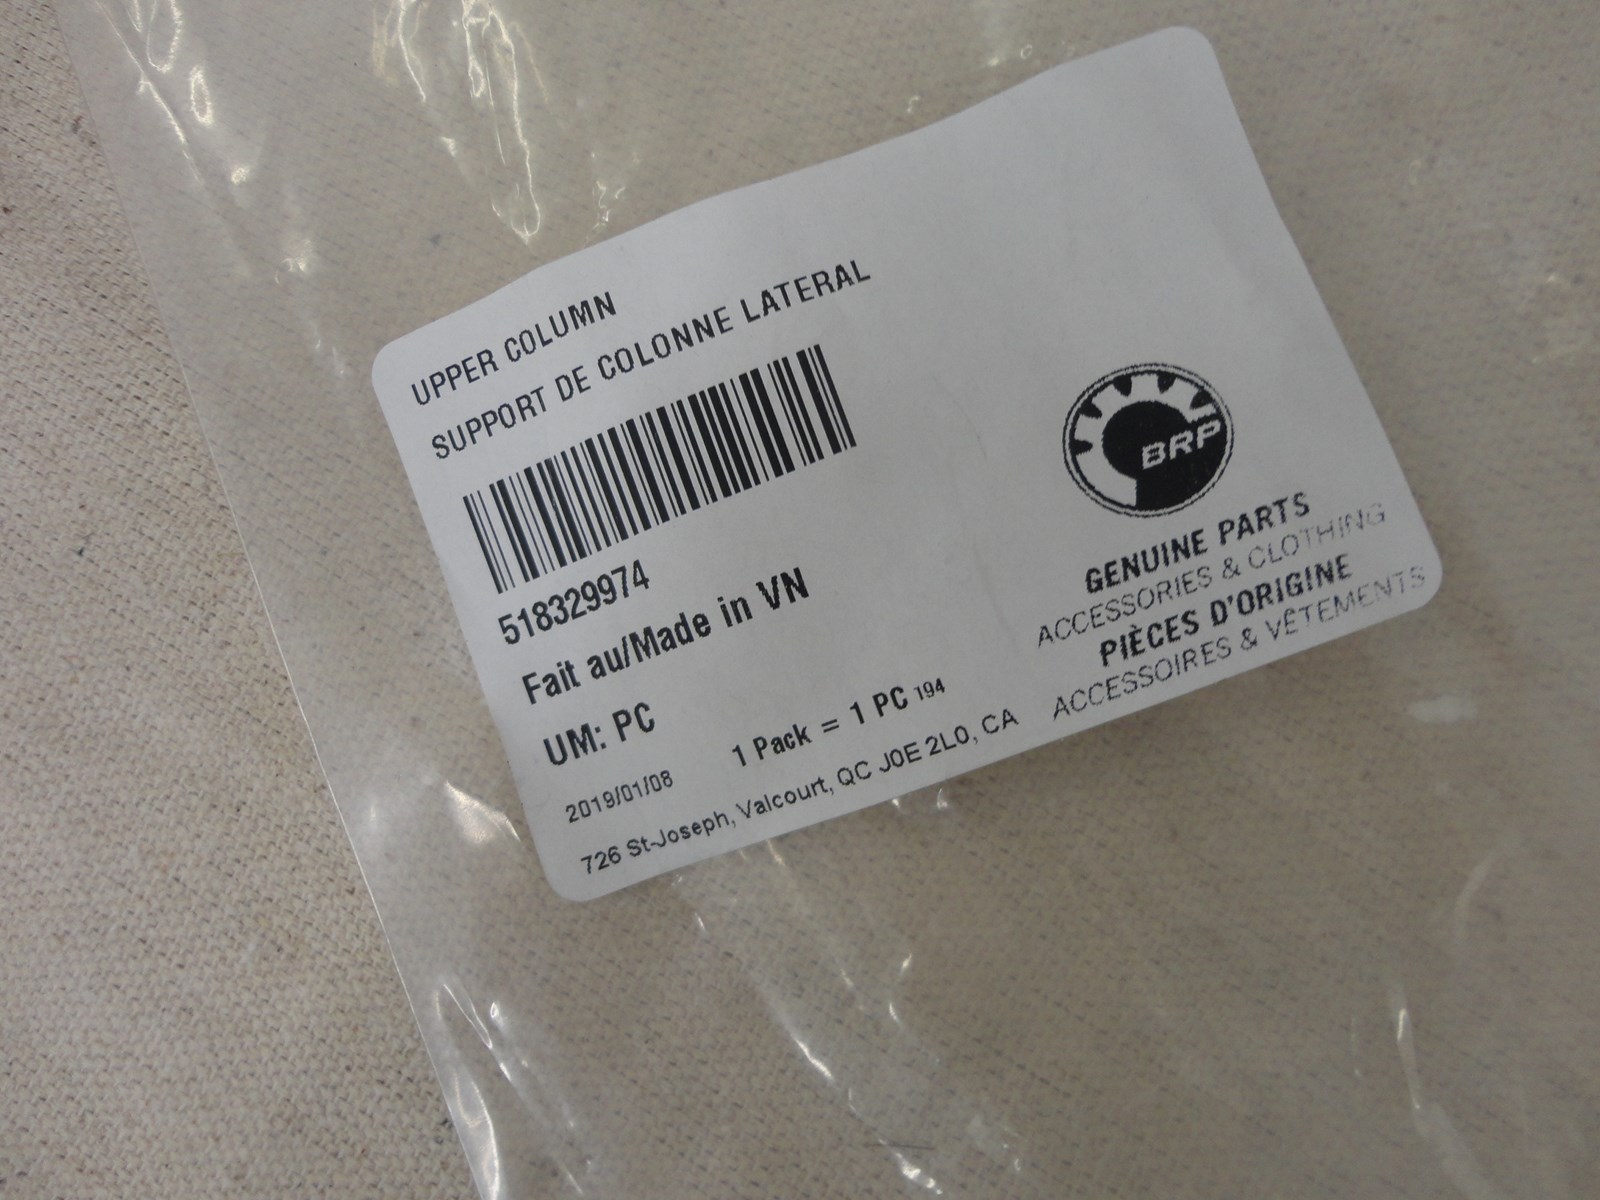 UPPER COLUMN
SUPPORT DE COLONNE LATERAL
518329974
Fait au/Made in VN
UM: PC
1 Pack = 1 PC 194
2019/01/08
726 St-Joseph, Valcourt, QC J0E 2L0, CA
BRP
GENUINE PARTS
ACCESSORIES & CLOTHING
PIÈCES D'ORIGINE
ACCESSOIRES & VÊTEMENTS